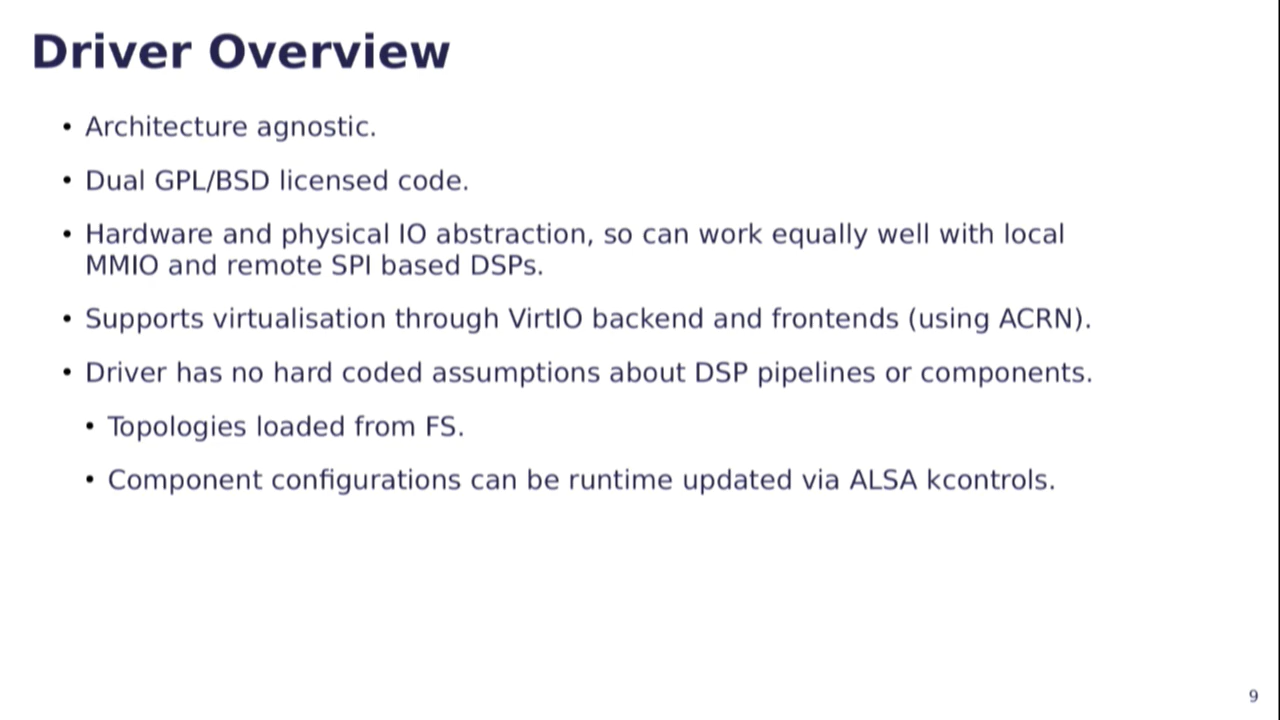 Driver Overview
• Architecture agnostic.
• Dual GPL/BSD licensed code.
• Hardware and physical IO abstraction, so can work equally well with local
MMIO and remote SPI based DSPs.
• Supports virtualisation through VirtIO backend and frontends (using ACRN).
• Driver has no hard coded assumptions about DSP pipelines or components.
• Topologies loaded from FS.
• Component configurations can be runtime updated via ALSA kcontrols.
9